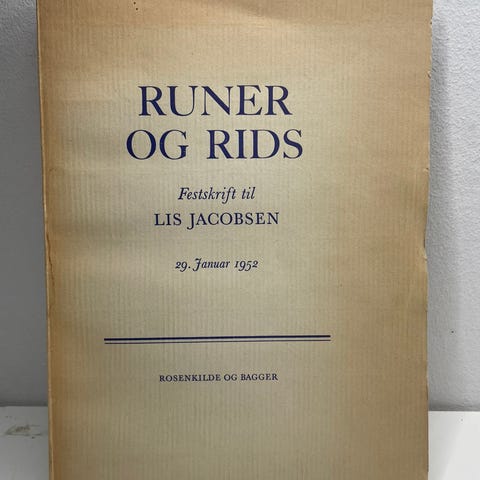 RUNER
OG RIDS
Festskrift til
LIS JACOBSEN
29. Januar 1952
ROSENKILDE OG BAGGER